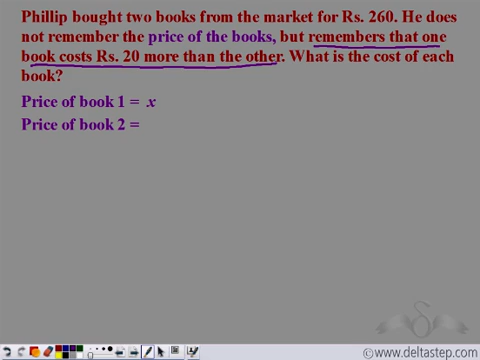 Phillip bought two books from the market for Rs. 260. He does
not remember the price of the books, but remembers that one
book costs Rs. 20 more than the other. What is the cost of each
book?
Price of book 1 = x
Price of book 2 =
©www.deltastep.com